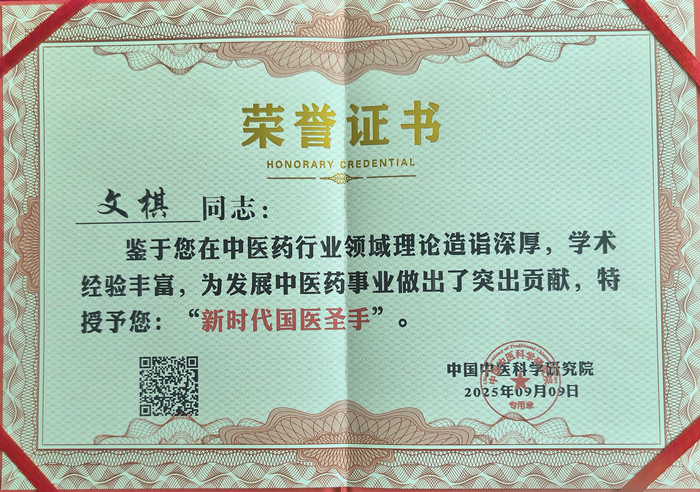 荣誉证书
HONORARY CREDENTIAL
文棋 同志：
鉴于您在中医药行业领域理论造诣深厚，学术
经验丰富，为发展中医药事业做出了突出贡献，特
授予您：“新时代国医圣手”。
中国中医科学研究院
2025年09月09日
专用章